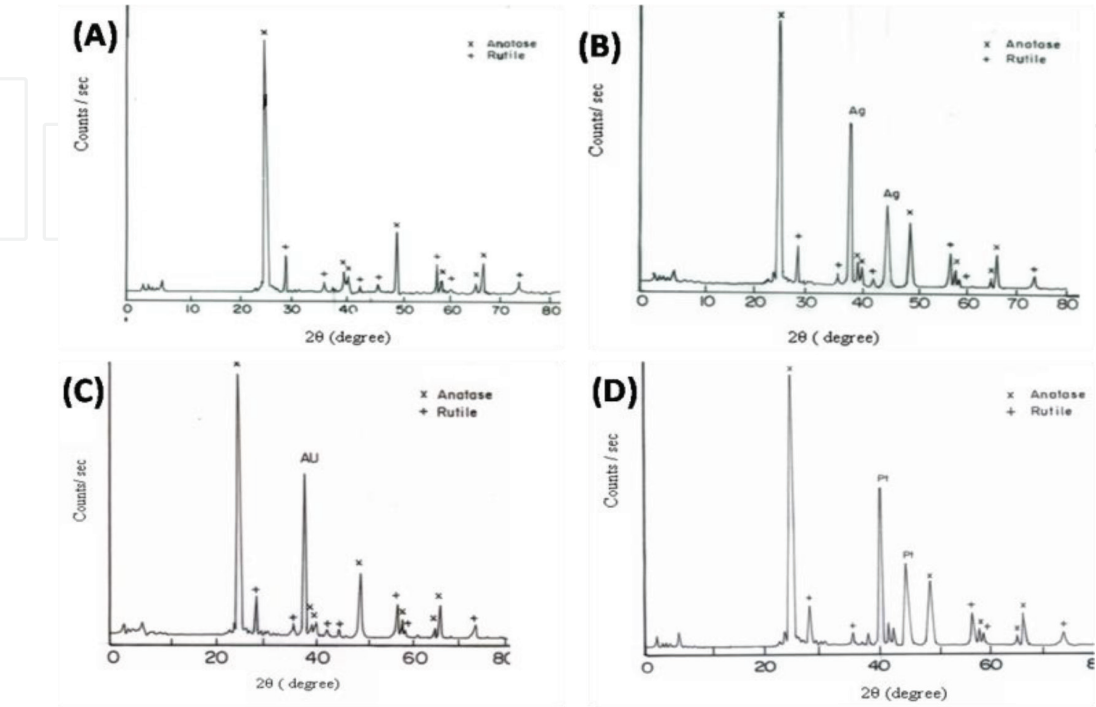 (A)
× Anatase
+ Rutile
Counts / sec
0 10 20 30 40 50 60 70 80
2θ (degree)
(B)
× Anatase
+ Rutile
Counts/ sec
Ag
Ag
0 10 20 30 40 50 60 70 80
2θ ( degree)
(C)
× Anatase
+ Rutile
Counts/ sec
AU
0 20 40 60 80
2θ ( degree)
(D)
× Anatase
+ Rutile
Counts / sec
Pt
Pt
0 20 40 60
2θ (degree)